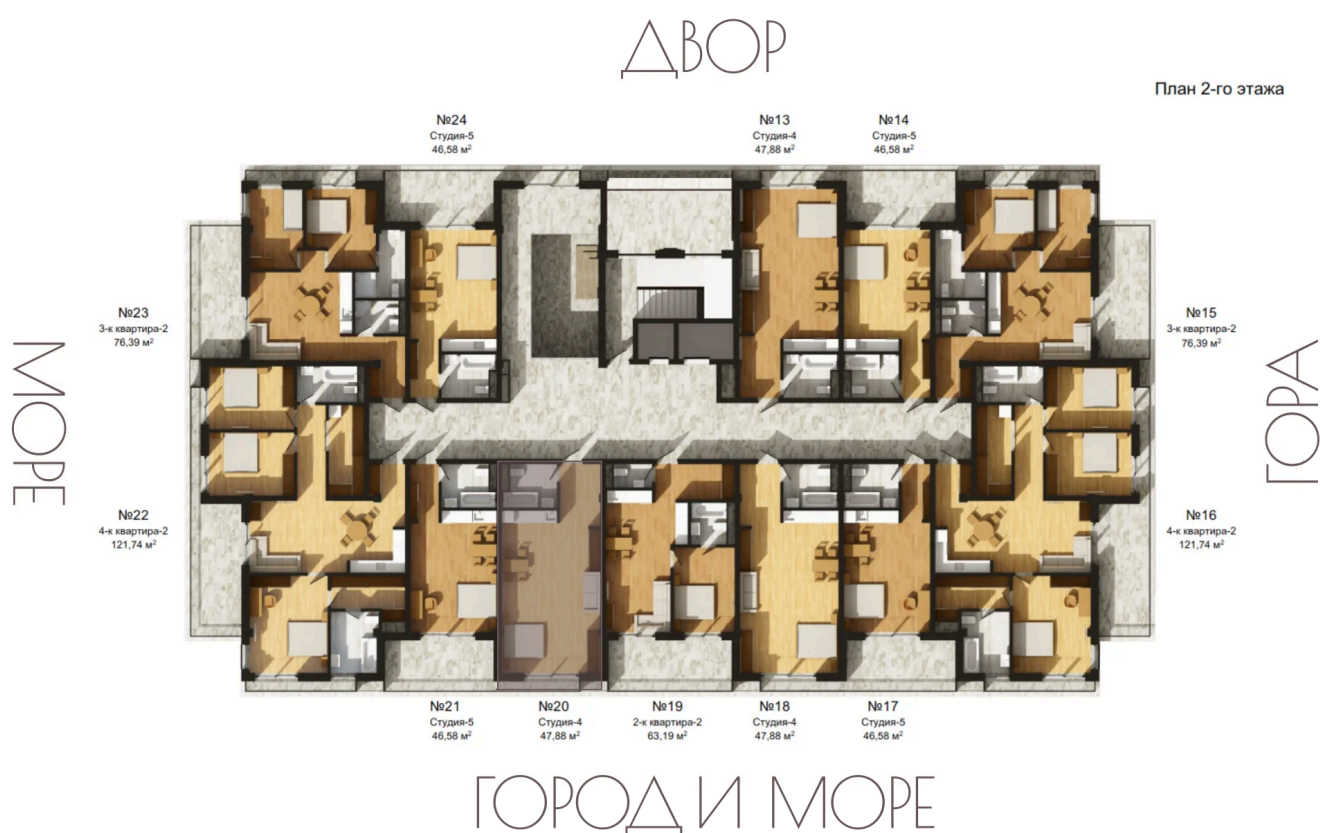 ДВОР
План 2-го этажа
№24
Студия-5
46,58 м²
№13
Студия-4
47,88 м²
№14
Студия-5
46,58 м²
№23
3-к квартира-2
76,39 м²
№15
3-к квартира-2
76,39 м²
МОРЕ
ГОРА
№22
4-к квартира-2
121,74 м²
№16
4-к квартира-2
121,74 м²
№21
Студия-5
46,58 м²
№20
Студия-4
47,88 м²
№19
2-к квартира-2
63,19 м²
№18
Студия-4
47,88 м²
№17
Студия-5
46,58 м²
ГОРОД И МОРЕ